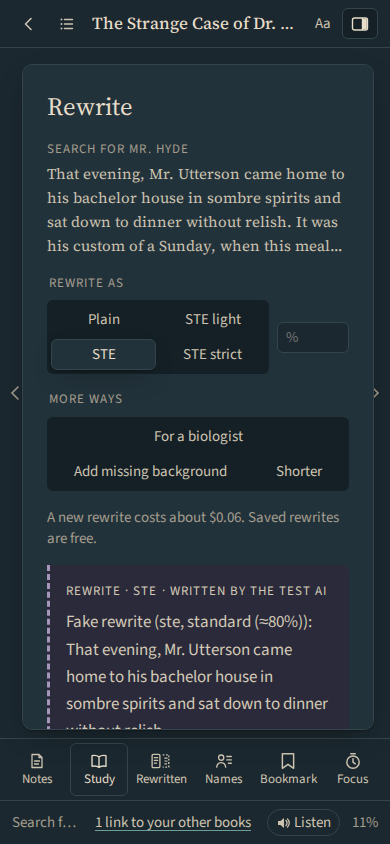 The Strange Case of Dr. ...
Aa
Rewrite
SEARCH FOR MR. HYDE
That evening, Mr. Utterson came home to
his bachelor house in sombre spirits and
sat down to dinner without relish. It was
his custom of a Sunday, when this meal...
REWRITE AS
Plain
STE light
%
STE
STE strict
MORE WAYS
For a biologist
Add missing background
Shorter
A new rewrite costs about $0.06. Saved rewrites
are free.
REWRITE · STE · WRITTEN BY THE TEST AI
Fake rewrite (ste, standard (≈80%)):
That evening, Mr. Utterson came
home to his bachelor house in
sombre spirits and sat down to dinner
without relish.
Notes
Study
Rewritten
Names
Bookmark
Focus
Search f...
1 link to your other books
Listen
11%